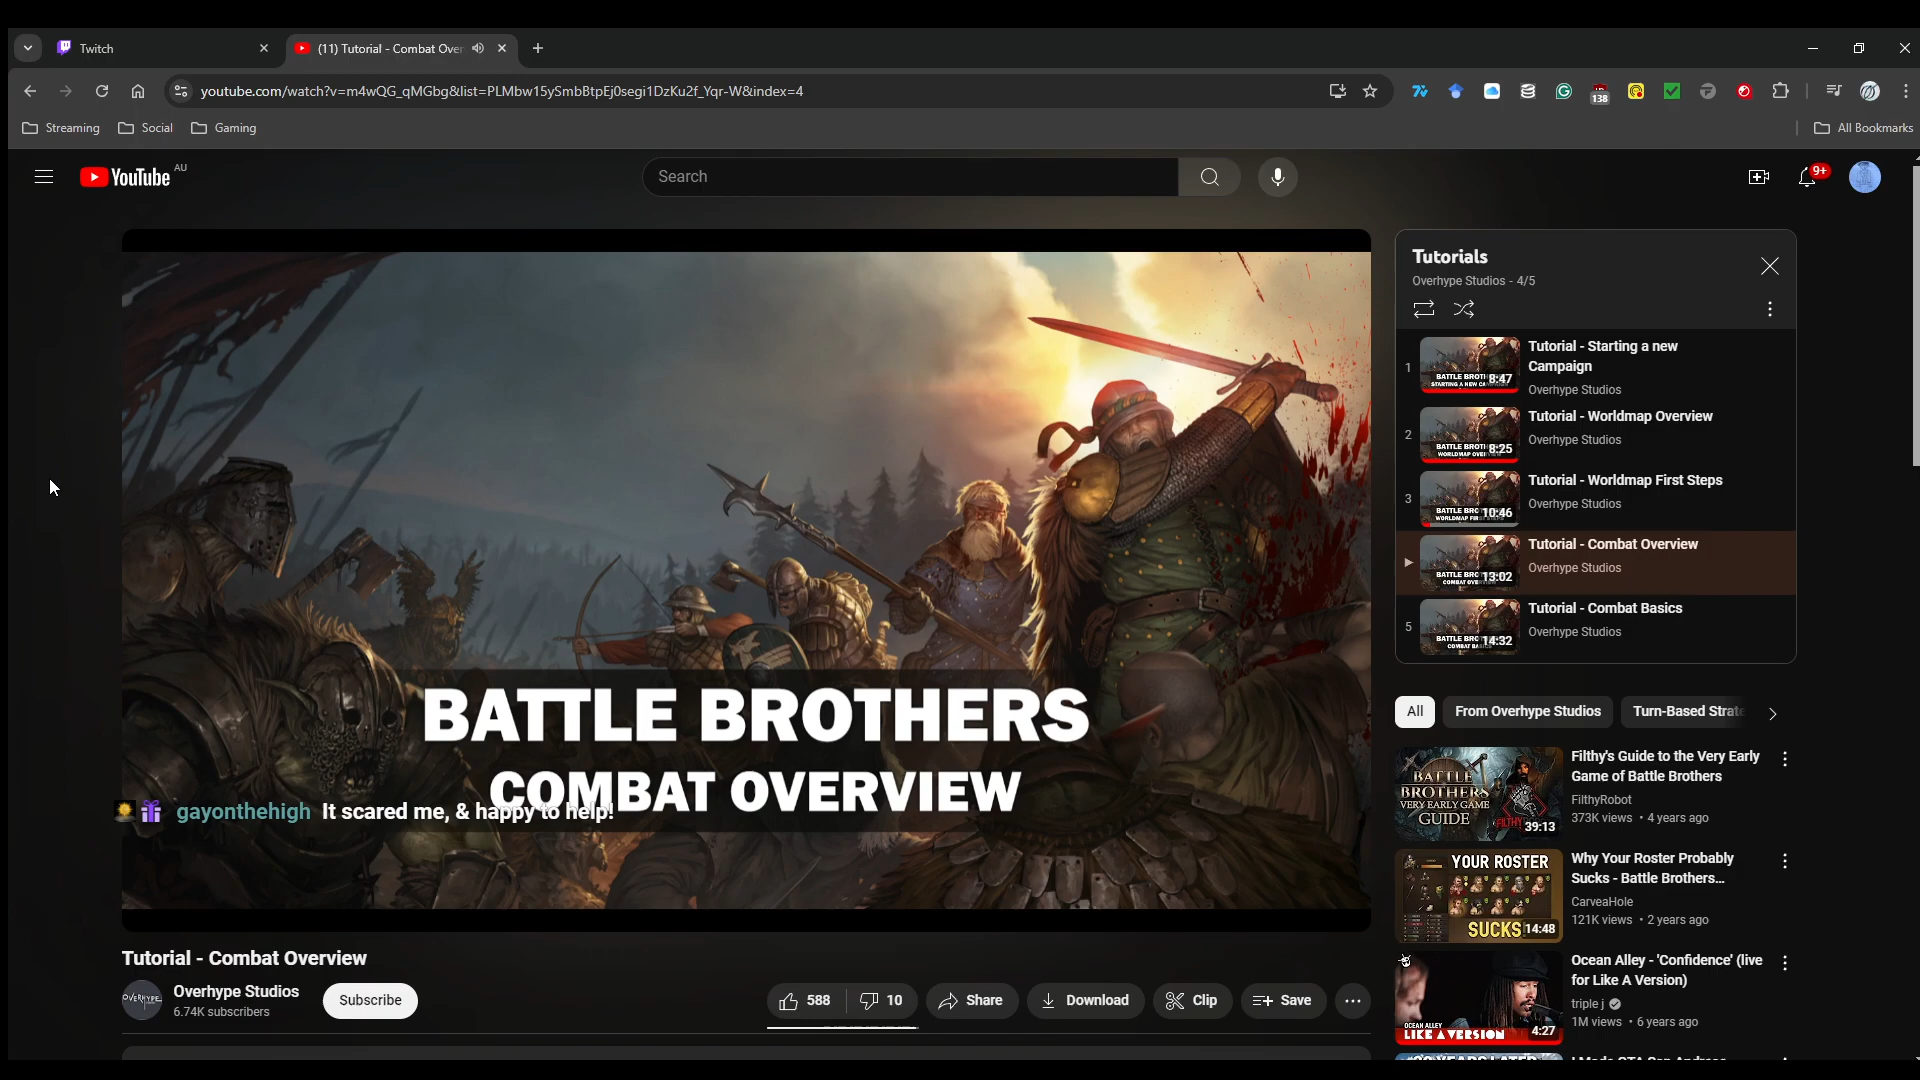 Twitch
(11) Tutorial - Combat Over
youtube.com/watch?v=m4wQG_qMGbg&list=PLMbw15ySmbBtpEj0segi1DzKu2f_Yqr-W&index=4
138
Streaming
Social
Gaming
All Bookmarks
YouTube
AU
Search
9+
BATTLE BROTHERS
COMBAT OVERVIEW
gayonthehigh It scared me, & happy to help!
Tutorial - Combat Overview
OVERHYPE
Overhype Studios
6.74K subscribers
Subscribe
588
10
Share
Download
Clip
Save
Tutorials
Overhype Studios - 4/5
1
8:47
Tutorial - Starting a new
Campaign
Overhype Studios
2
8:25
Tutorial - Worldmap Overview
Overhype Studios
3
10:46
Tutorial - Worldmap First Steps
Overhype Studios
13:02
Tutorial - Combat Overview
Overhype Studios
5
14:32
Tutorial - Combat Basics
Overhype Studios
All
From Overhype Studios
Turn-Based Strate
BATTLE
BROTHERS
VERY EARLY GAME
GUIDE
FILTHY
39:13
Filthy's Guide to the Very Early
Game of Battle Brothers
FilthyRobot
373K views • 4 years ago
YOUR ROSTER
SUCKS
14:48
Why Your Roster Probably
Sucks - Battle Brothers...
CarveaHole
121K views • 2 years ago
OCEAN ALLEY
LIKE A VERSION
4:27
Ocean Alley - 'Confidence' (live
for Like A Version)
triple j
1M views • 6 years ago